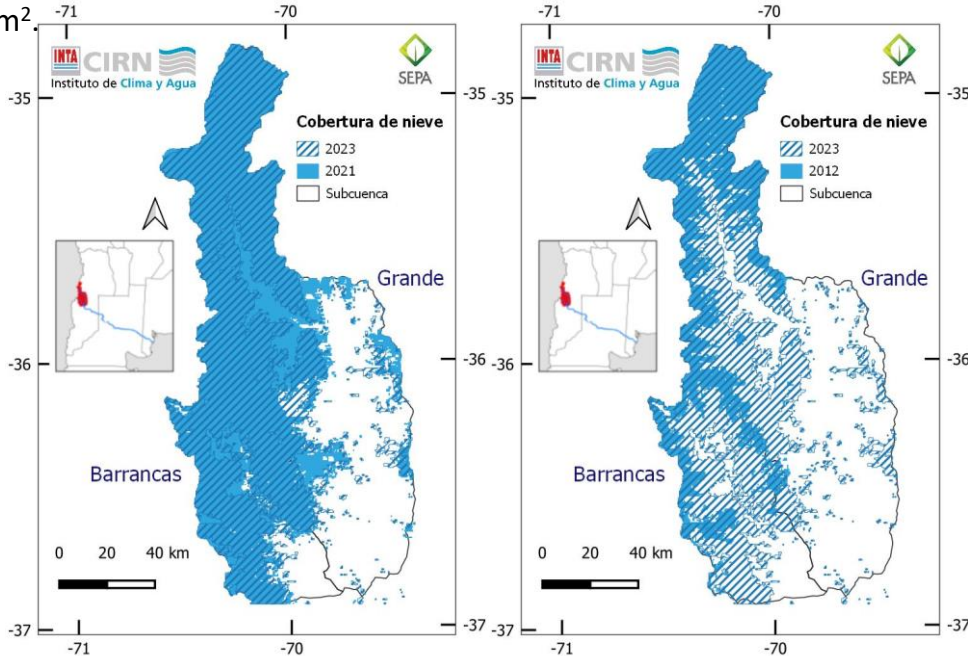 m².
-71
-70
INTA CIRN
Instituto de Clima y Agua
SEPA
-35
-35
Cobertura de nieve
2023
2021
Subcuenca
Grande
-36
-36
Barrancas
0 20 40 km
-37
-37
-71
-70
-71
-70
INTA CIRN
Instituto de Clima y Agua
SEPA
-35
-35
Cobertura de nieve
2023
2012
Subcuenca
Grande
-36
-36
Barrancas
0 20 40 km
-37
-37
-71
-70